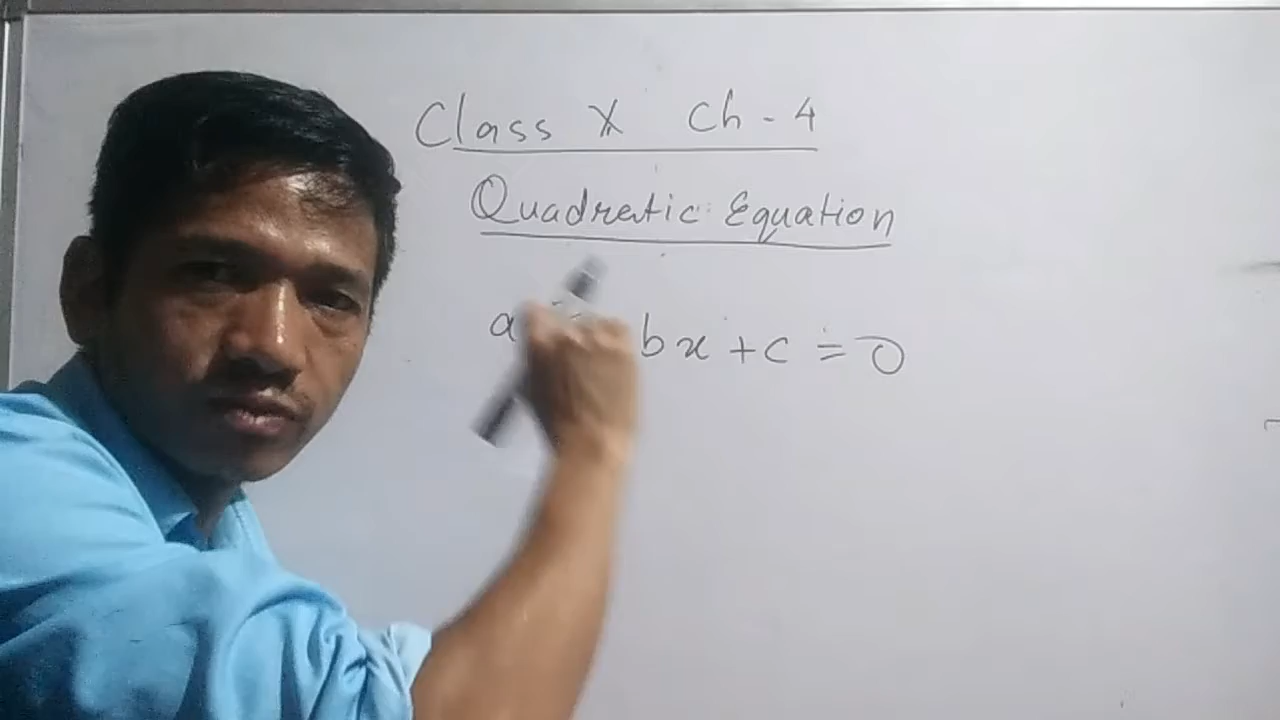 Class X Ch - 4
Quadratic Equation
a bx + c = 0